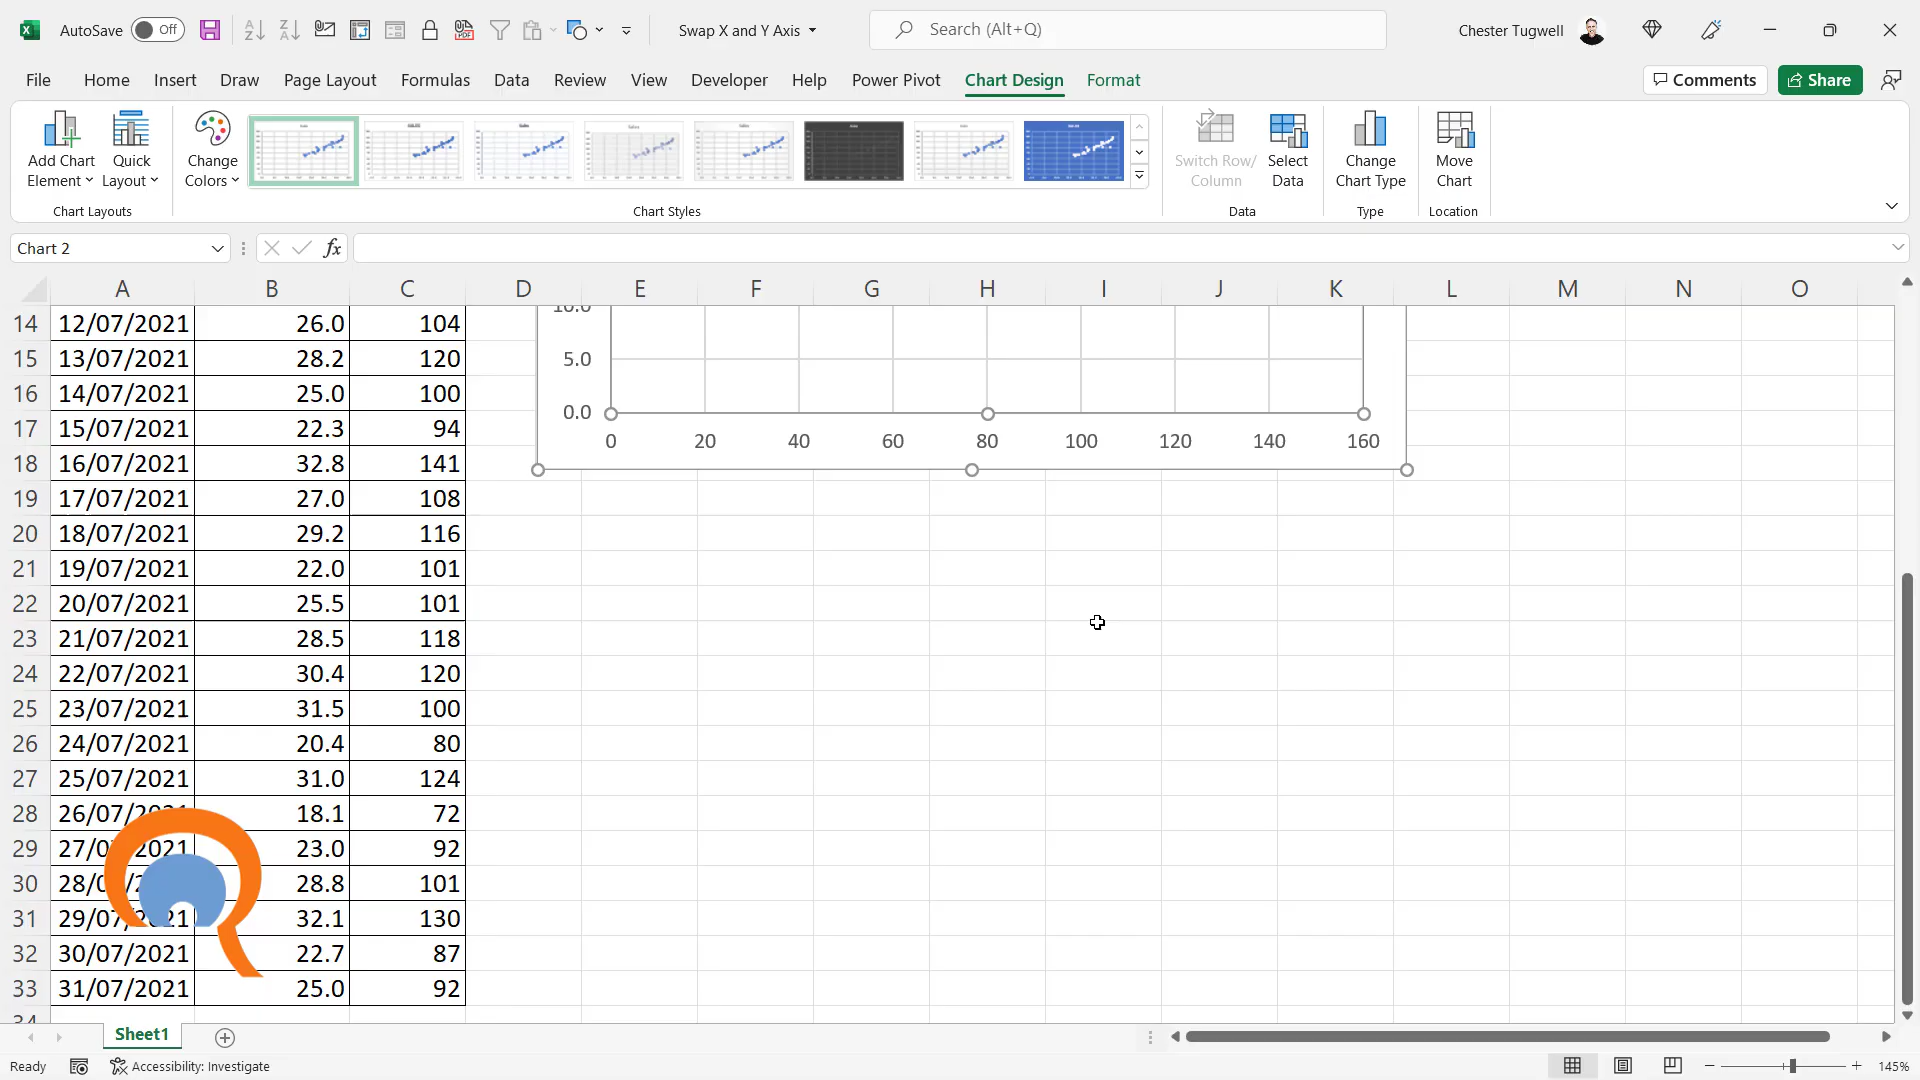 AutoSave Off
Swap X and Y Axis
Search (Alt+Q)
Chester Tugwell
File Home Insert Draw Page Layout Formulas Data Review View Developer Help Power Pivot Chart Design Format
Comments Share
Add Chart Element
Quick Layout
Chart Layouts
Change Colors
Chart Styles
Switch Row/ Column
Select Data
Data
Change Chart Type
Type
Move Chart
Location
Chart 2
fx
A B C D E F G H I J K L M N O
14 12/07/2021 26.0 104
15 13/07/2021 28.2 120
16 14/07/2021 25.0 100
17 15/07/2021 22.3 94
18 16/07/2021 32.8 141
19 17/07/2021 27.0 108
20 18/07/2021 29.2 116
21 19/07/2021 22.0 101
22 20/07/2021 25.5 101
23 21/07/2021 28.5 118
24 22/07/2021 30.4 120
25 23/07/2021 31.5 100
26 24/07/2021 20.4 80
27 25/07/2021 31.0 124
28 26/07/2021 18.1 72
29 27/0 2021 23.0 92
30 28/0 28.8 101
31 29/07/2021 32.1 130
32 30/07/2021 22.7 87
33 31/07/2021 25.0 92
34
10.0
5.0
0.0
0 20 40 60 80 100 120 140 160
Sheet1
Ready
Accessibility: Investigate
145%